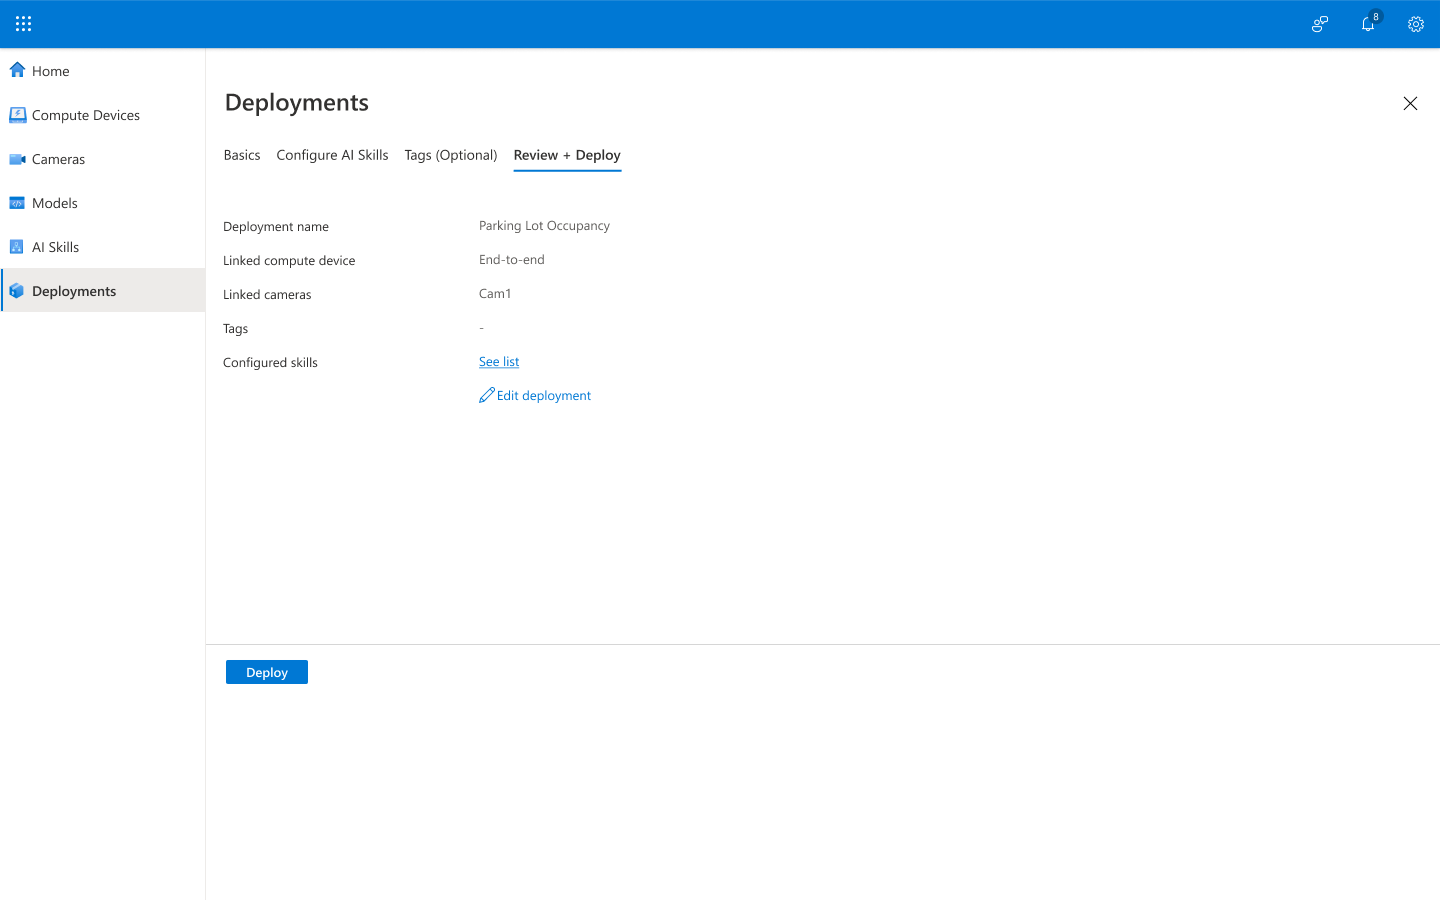 8
Home
Compute Devices
Cameras
Models
AI Skills
Deployments
Deployments
Basics Configure AI Skills Tags (Optional) Review + Deploy
Deployment name Parking Lot Occupancy
Linked compute device End-to-end
Linked cameras Cam1
Tags -
Configured skills See list
Edit deployment
Deploy